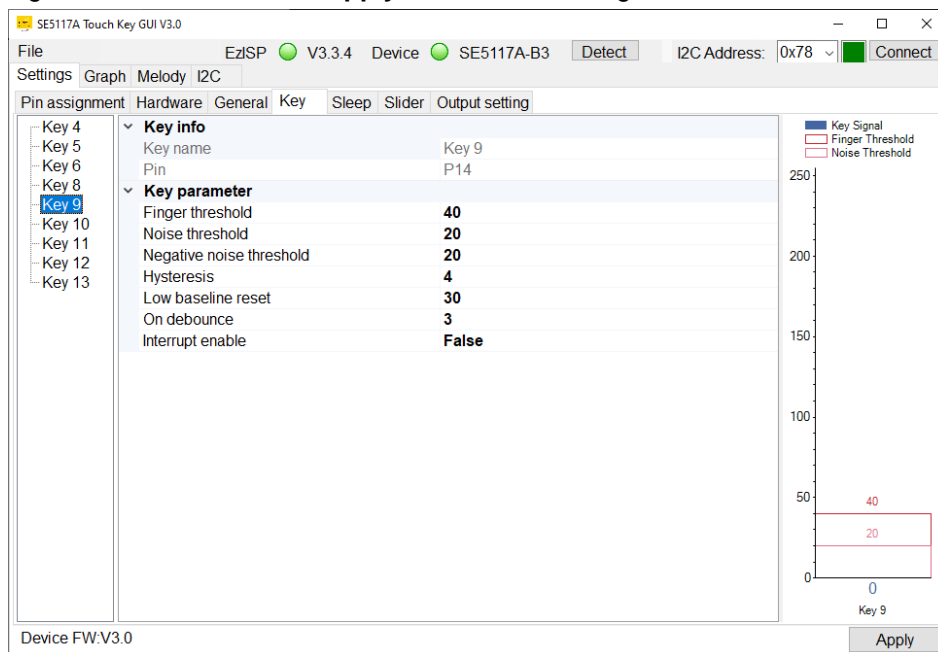 SE5117A Touch Key GUI V3.0
File EzISP V3.3.4 Device SE5117A-B3 Detect I2C Address: 0x78 Connect
Settings Graph Melody I2C
Pin assignment Hardware General Key Sleep Slider Output setting
Key 4
Key 5
Key 6
Key 8
Key 9
Key 10
Key 11
Key 12
Key 13
Key info
Key name Key 9
Pin P14
Key parameter
Finger threshold 40
Noise threshold 20
Negative noise threshold 20
Hysteresis 4
Low baseline reset 30
On debounce 3
Interrupt enable False
Key Signal
Finger Threshold
Noise Threshold
250
200
150
100
50
40
20
0
0
Key 9
Device FW:V3.0 Apply